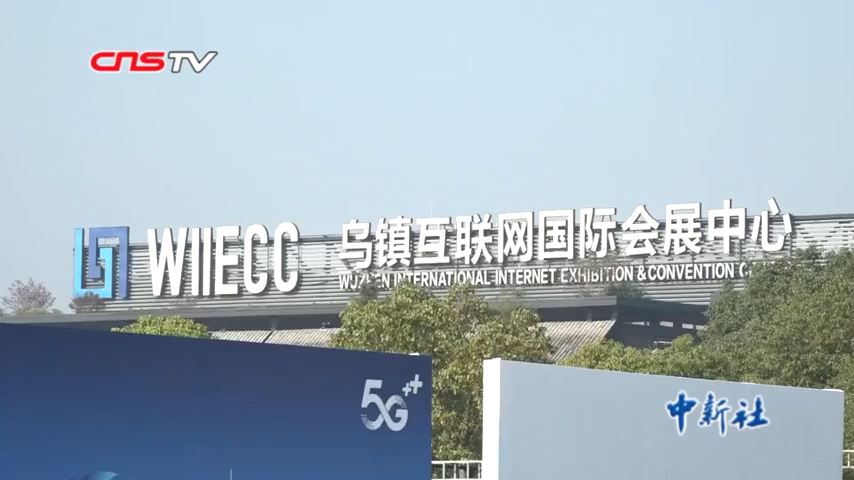 CNSTV
WIIECC 乌镇互联网国际会展中心
WUZHEN INTERNATIONAL INTERNET EXHIBITION & CONVENTION
5G++
中新社